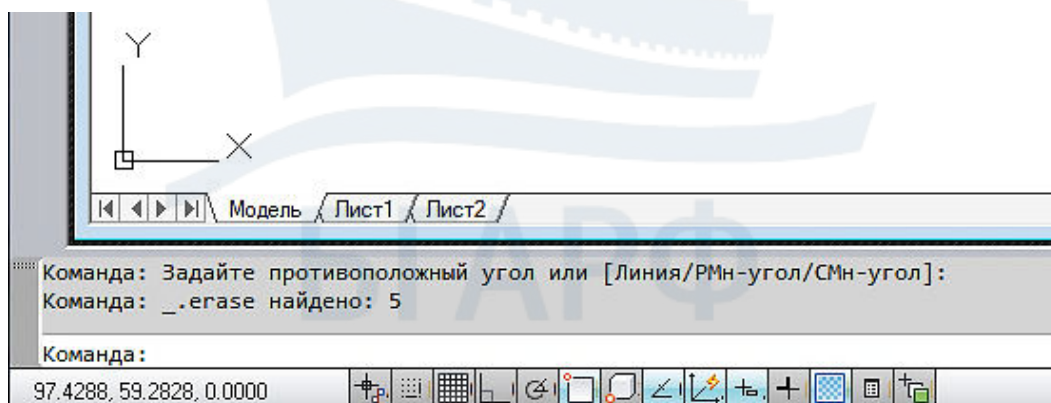 Y
X
Модель Лист1 Лист2
БГАРФ
Команда: Задайте противоположный угол или [Линия/РМн-угол/СМн-угол]:
Команда: _.erase найдено: 5
Команда:
97.4288, 59.2828, 0.0000